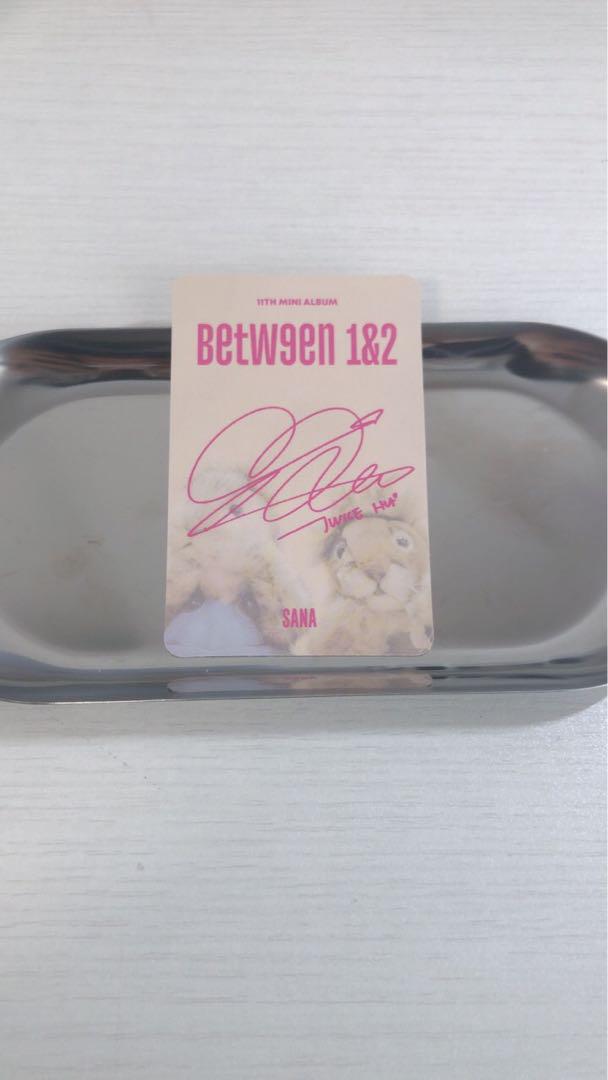 11TH MINI ALBUM
BetW9en 1&2
TWICE
SANA